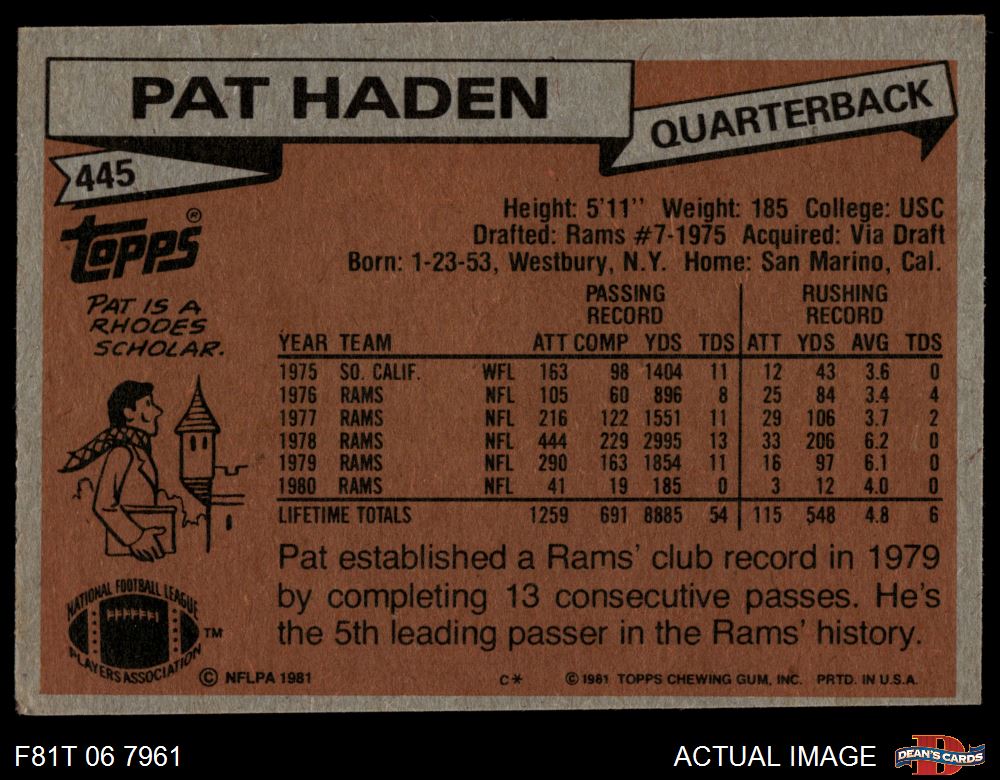 PAT HADEN
QUARTERBACK
445
Topps®
Height: 5'11'' Weight: 185 College: USC
Drafted: Rams #7-1975 Acquired: Via Draft
Born: 1-23-53, Westbury, N.Y. Home: San Marino, Cal.
PAT IS A
RHODES
SCHOLAR.
PASSING RUSHING
RECORD RECORD
YEAR TEAM ATT COMP YDS TDS ATT YDS AVG TDS
1975 SO. CALIF. WFL 163 98 1404 11 12 43 3.6 0
1976 RAMS NFL 105 60 896 8 25 84 3.4 4
1977 RAMS NFL 216 122 1551 11 29 106 3.7 2
1978 RAMS NFL 444 229 2995 13 33 206 6.2 0
1979 RAMS NFL 290 163 1854 11 16 97 6.1 0
1980 RAMS NFL 41 19 185 0 3 12 4.0 0
LIFETIME TOTALS 1259 691 8885 54 115 548 4.8 6
Pat established a Rams' club record in 1979
by completing 13 consecutive passes. He's
the 5th leading passer in the Rams' history.
NATIONAL FOOTBALL LEAGUE
PLAYERS ASSOCIATION TM
© NFLPA 1981 C* © 1981 TOPPS CHEWING GUM, INC. PRTD. IN U.S.A.
F81T 06 7961 ACTUAL IMAGE D DEAN'S CARDS